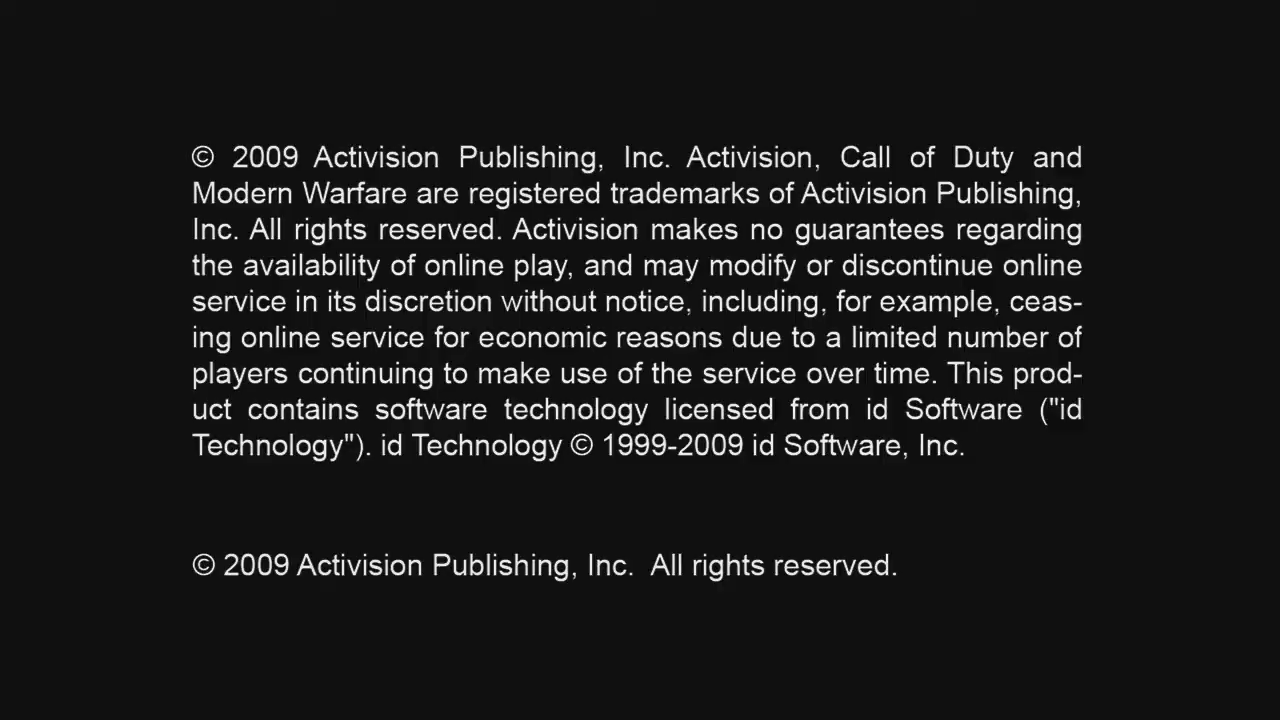 © 2009 Activision Publishing, Inc. Activision, Call of Duty and
Modern Warfare are registered trademarks of Activision Publishing,
Inc. All rights reserved. Activision makes no guarantees regarding
the availability of online play, and may modify or discontinue online
service in its discretion without notice, including, for example, ceas-
ing online service for economic reasons due to a limited number of
players continuing to make use of the service over time. This prod-
uct contains software technology licensed from id Software ("id
Technology"). id Technology © 1999-2009 id Software, Inc.
© 2009 Activision Publishing, Inc.  All rights reserved.